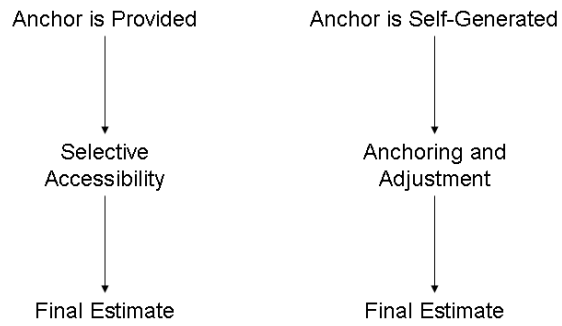 Anchor is Provided
Anchor is Self-Generated
Selective
Accessibility
Anchoring and
Adjustment
Final Estimate
Final Estimate